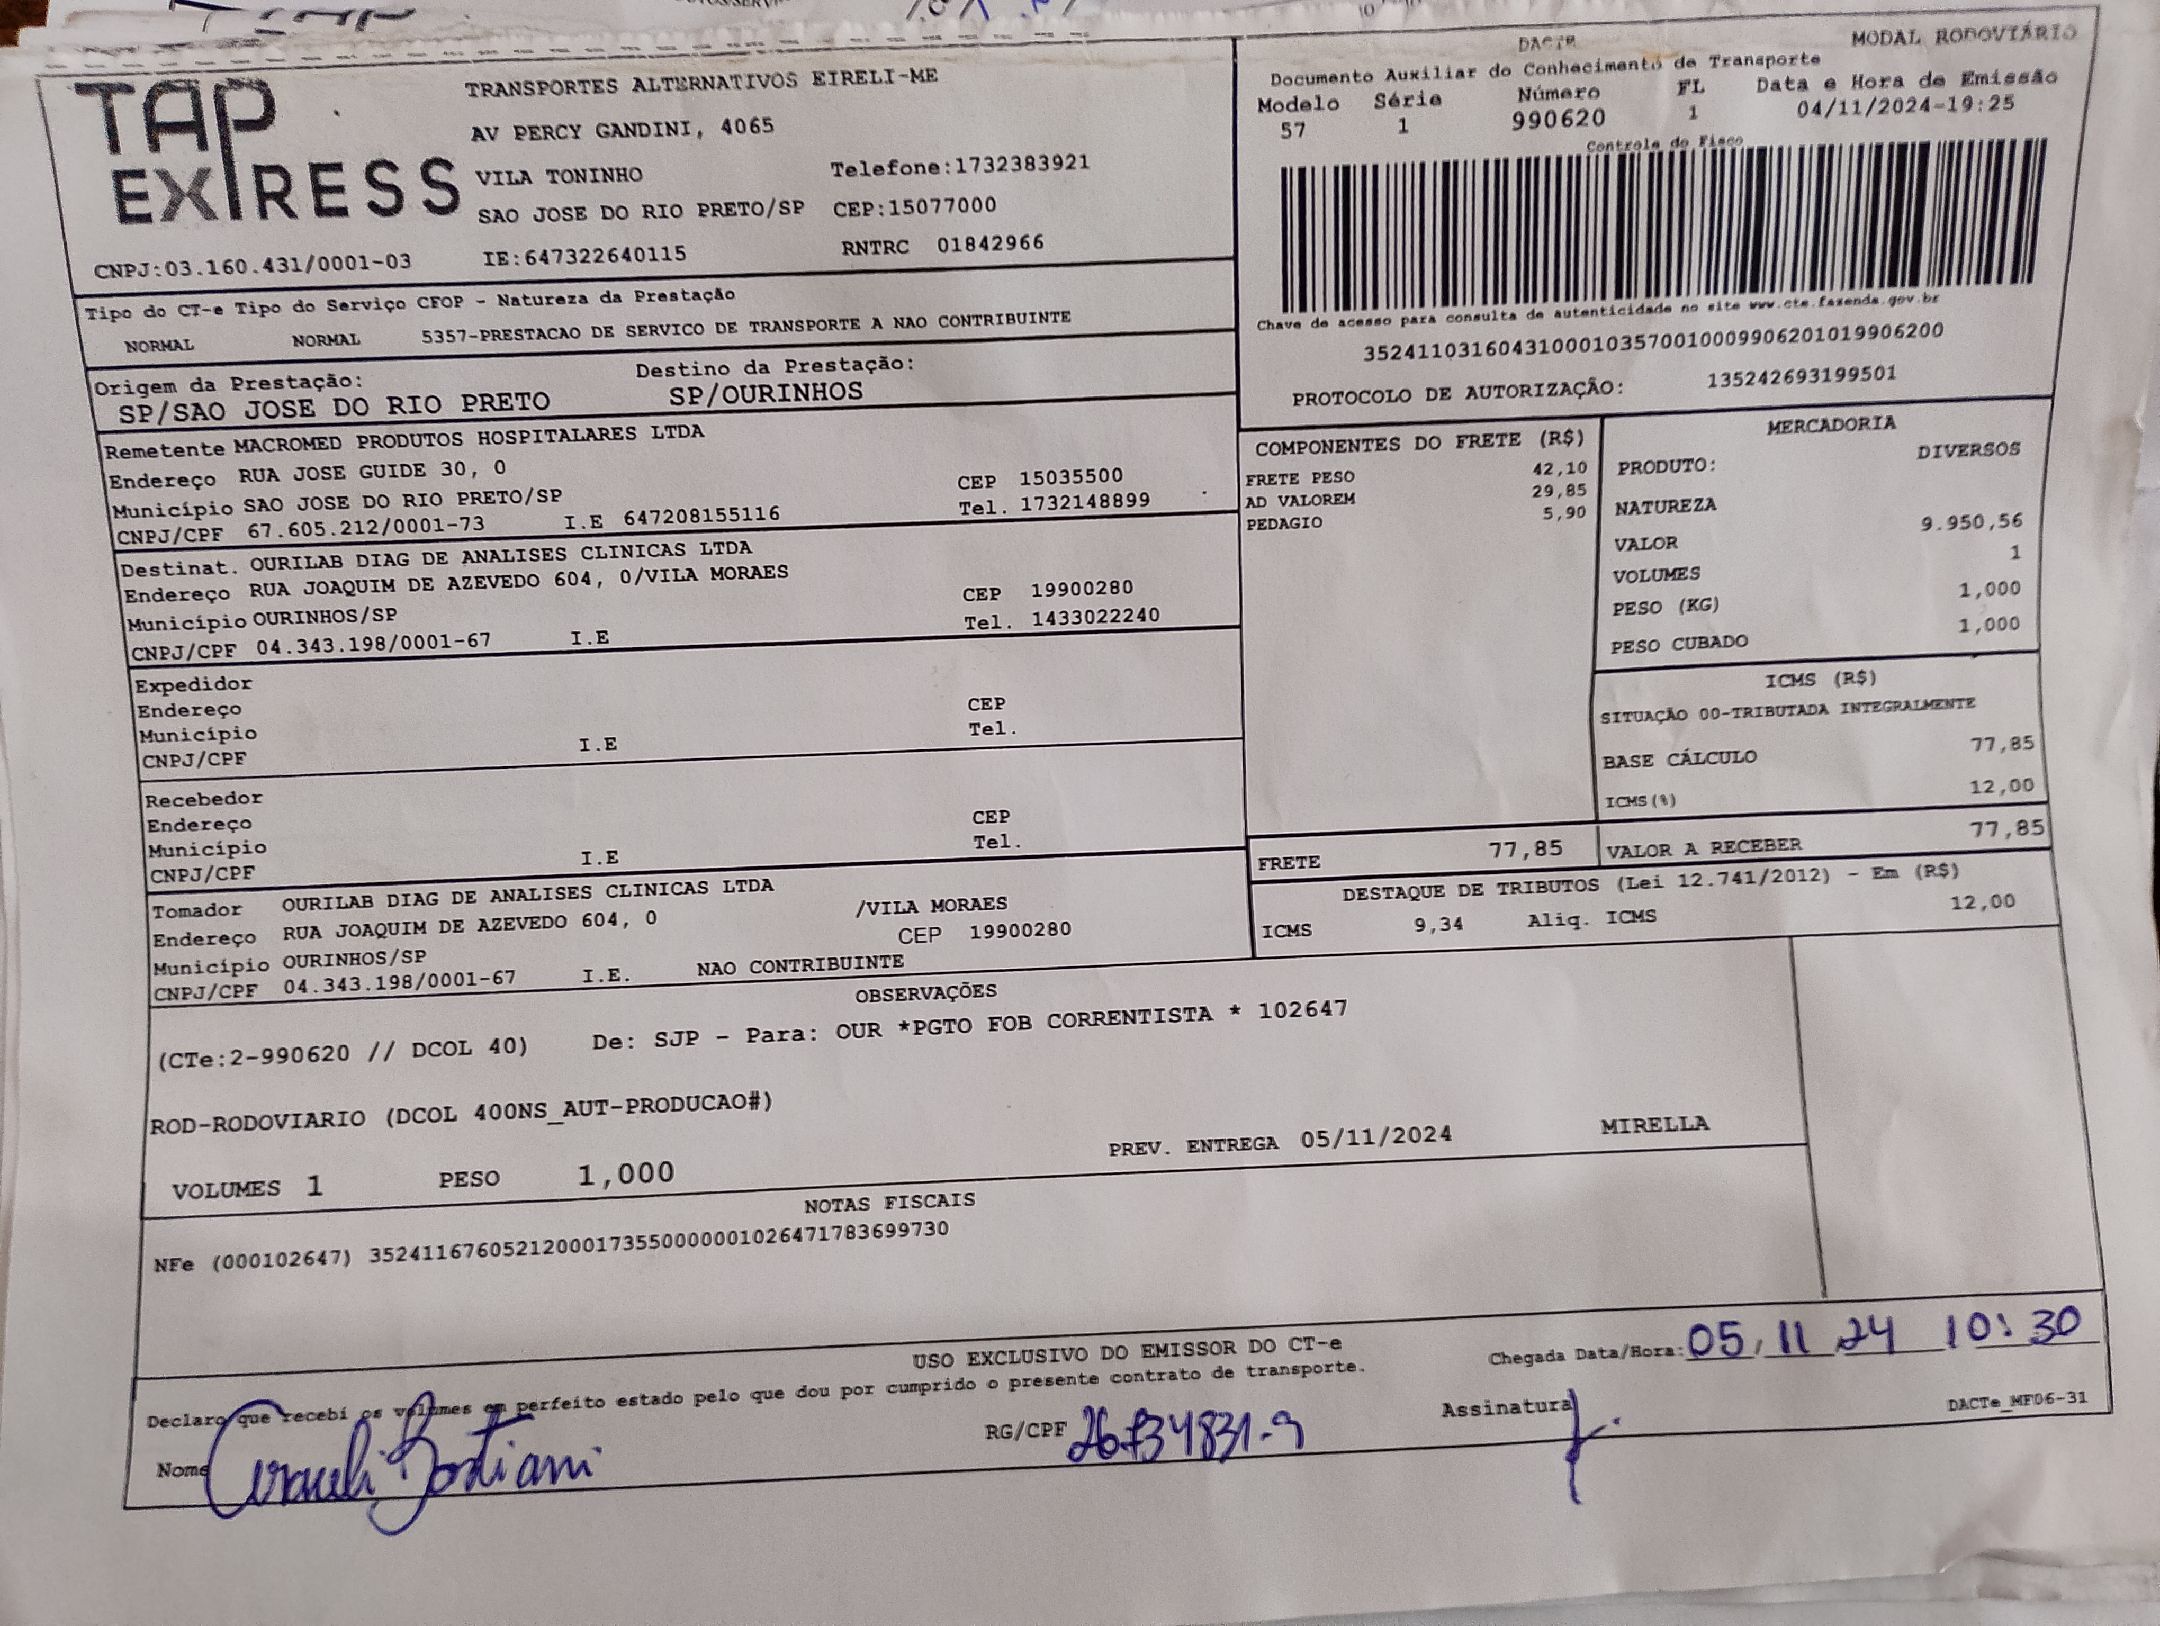 TAP EXPRESS
TRANSPORTES ALTERNATIVOS EIRELI-ME
AV PERCY GANDINI, 4065
VILA TONINHO Telefone:1732383921
SAO JOSE DO RIO PRETO/SP CEP:15077000
CNPJ:03.160.431/0001-03 IE:647322640115 RNTRC 01842966
DACTE MODAL RODOVIÁRIO
Documento Auxiliar do Conhecimento de Transporte
Modelo Série Número FL Data e Hora de Emissão
57 1 990620 1 04/11/2024-19:25
Controle do Fisco
Chave de acesso para consulta de autenticidade no site www.cte.fazenda.gov.br
35241103160431000103570010009906201019906200
PROTOCOLO DE AUTORIZAÇÃO: 135242693199501
Tipo do CT-e Tipo do Serviço CFOP - Natureza da Prestação
NORMAL NORMAL 5357-PRESTACAO DE SERVICO DE TRANSPORTE A NAO CONTRIBUINTE
Origem da Prestação: Destino da Prestação:
SP/SAO JOSE DO RIO PRETO SP/OURINHOS
Remetente MACROMED PRODUTOS HOSPITALARES LTDA
Endereço RUA JOSE GUIDE 30, 0 CEP 15035500
Município SAO JOSE DO RIO PRETO/SP Tel. 1732148899
CNPJ/CPF 67.605.212/0001-73 I.E 647208155116
Destinat. OURILAB DIAG DE ANALISES CLINICAS LTDA
Endereço RUA JOAQUIM DE AZEVEDO 604, 0/VILA MORAES CEP 19900280
Município OURINHOS/SP Tel. 1433022240
CNPJ/CPF 04.343.198/0001-67 I.E
Expedidor
Endereço CEP
Município Tel.
CNPJ/CPF I.E
Recebedor
Endereço CEP
Município Tel.
CNPJ/CPF I.E
Tomador OURILAB DIAG DE ANALISES CLINICAS LTDA
Endereço RUA JOAQUIM DE AZEVEDO 604, 0 /VILA MORAES
Município OURINHOS/SP CEP 19900280
CNPJ/CPF 04.343.198/0001-67 I.E. NAO CONTRIBUINTE
COMPONENTES DO FRETE (R$)
FRETE PESO 42,10
AD VALOREM 29,85
PEDAGIO 5,90
MERCADORIA
PRODUTO: DIVERSOS
NATUREZA
VALOR 9.950,56
VOLUMES 1
PESO (KG) 1,000
PESO CUBADO 1,000
ICMS (R$)
SITUAÇÃO 00-TRIBUTADA INTEGRALMENTE
BASE CÁLCULO 77,85
ICMS(%) 12,00
FRETE 77,85 VALOR A RECEBER 77,85
DESTAQUE DE TRIBUTOS (Lei 12.741/2012) - Em (R$)
ICMS 9,34 Aliq. ICMS 12,00
OBSERVAÇÕES
(CTe:2-990620 // DCOL 40) De: SJP - Para: OUR *PGTO FOB CORRENTISTA * 102647
ROD-RODOVIARIO (DCOL 400NS_AUT-PRODUCAO#)
VOLUMES 1 PESO 1,000 PREV. ENTREGA 05/11/2024 MIRELLA
NOTAS FISCAIS
NFe (000102647) 35241167605212000173550000001026471783699730
USO EXCLUSIVO DO EMISSOR DO CT-e
Declaro que recebi os volumes em perfeito estado pelo que dou por cumprido o presente contrato de transporte.
Chegada Data/Hora: 05/11/24 10:30
Nome RG/CPF Assinatura
DACTe_MF06-31